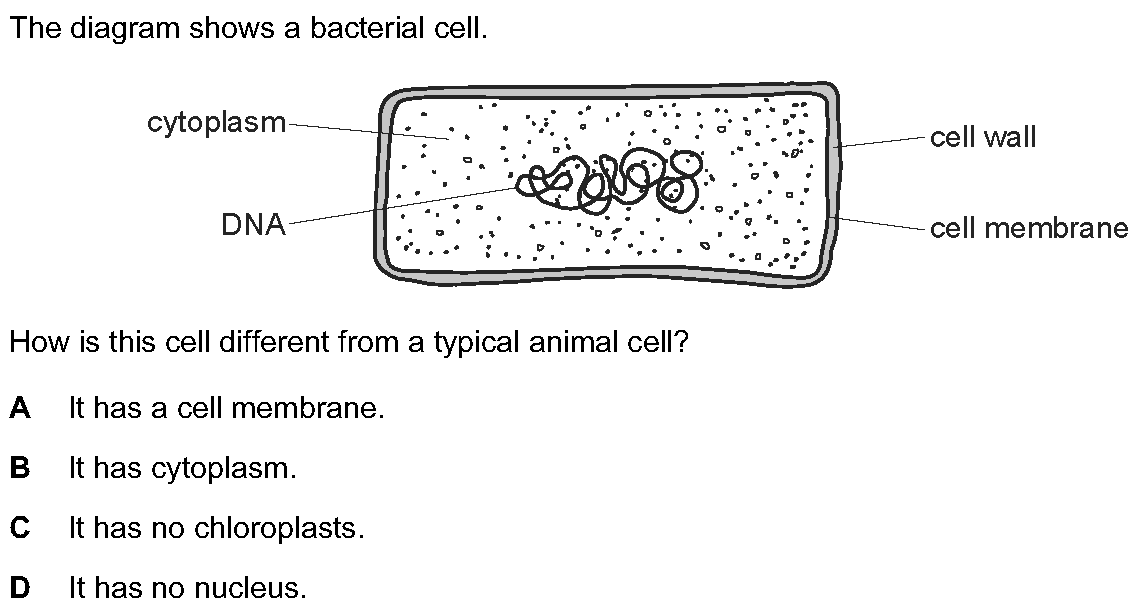 The diagram shows a bacterial cell.
cytoplasm
cell wall
DNA
cell membrane
How is this cell different from a typical animal cell?
A It has a cell membrane.
B It has cytoplasm.
C It has no chloroplasts.
D It has no nucleus.